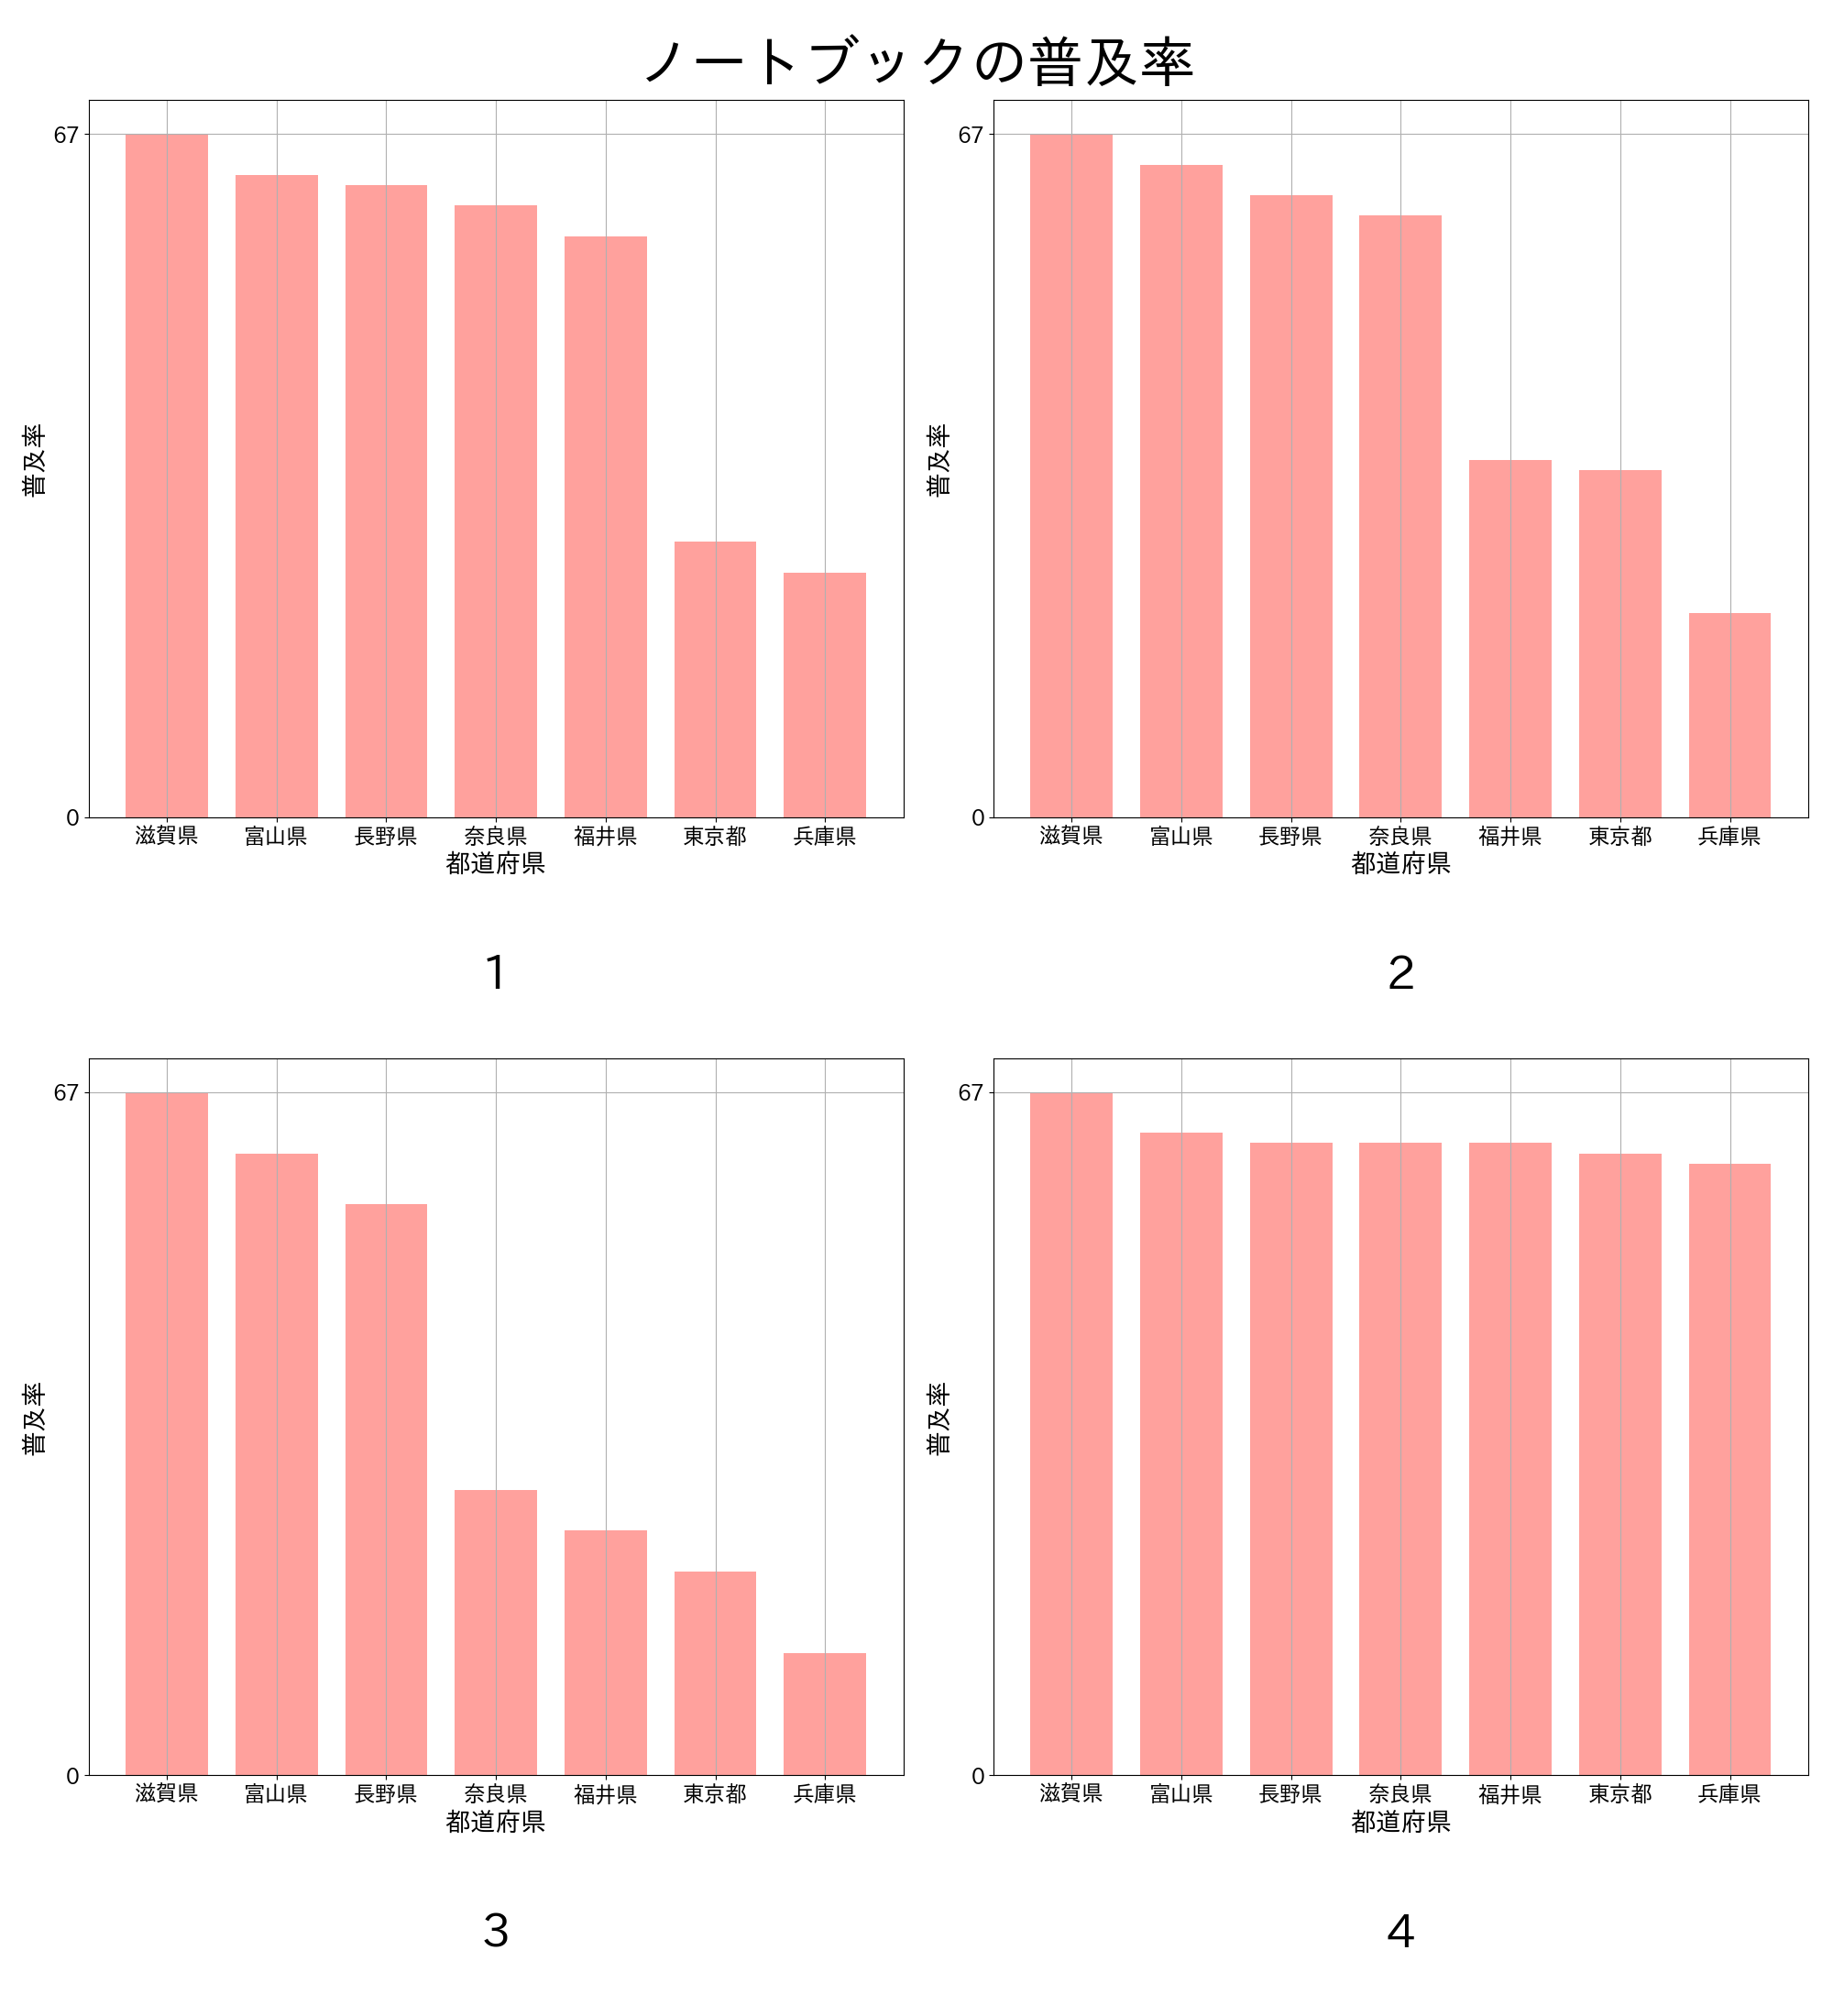 ノートブックの普及率
67
0
普及率
滋賀県 富山県 長野県 奈良県 福井県 東京都 兵庫県
都道府県
1
67
0
普及率
滋賀県 富山県 長野県 奈良県 福井県 東京都 兵庫県
都道府県
2
67
0
普及率
滋賀県 富山県 長野県 奈良県 福井県 東京都 兵庫県
都道府県
3
67
0
普及率
滋賀県 富山県 長野県 奈良県 福井県 東京都 兵庫県
都道府県
4